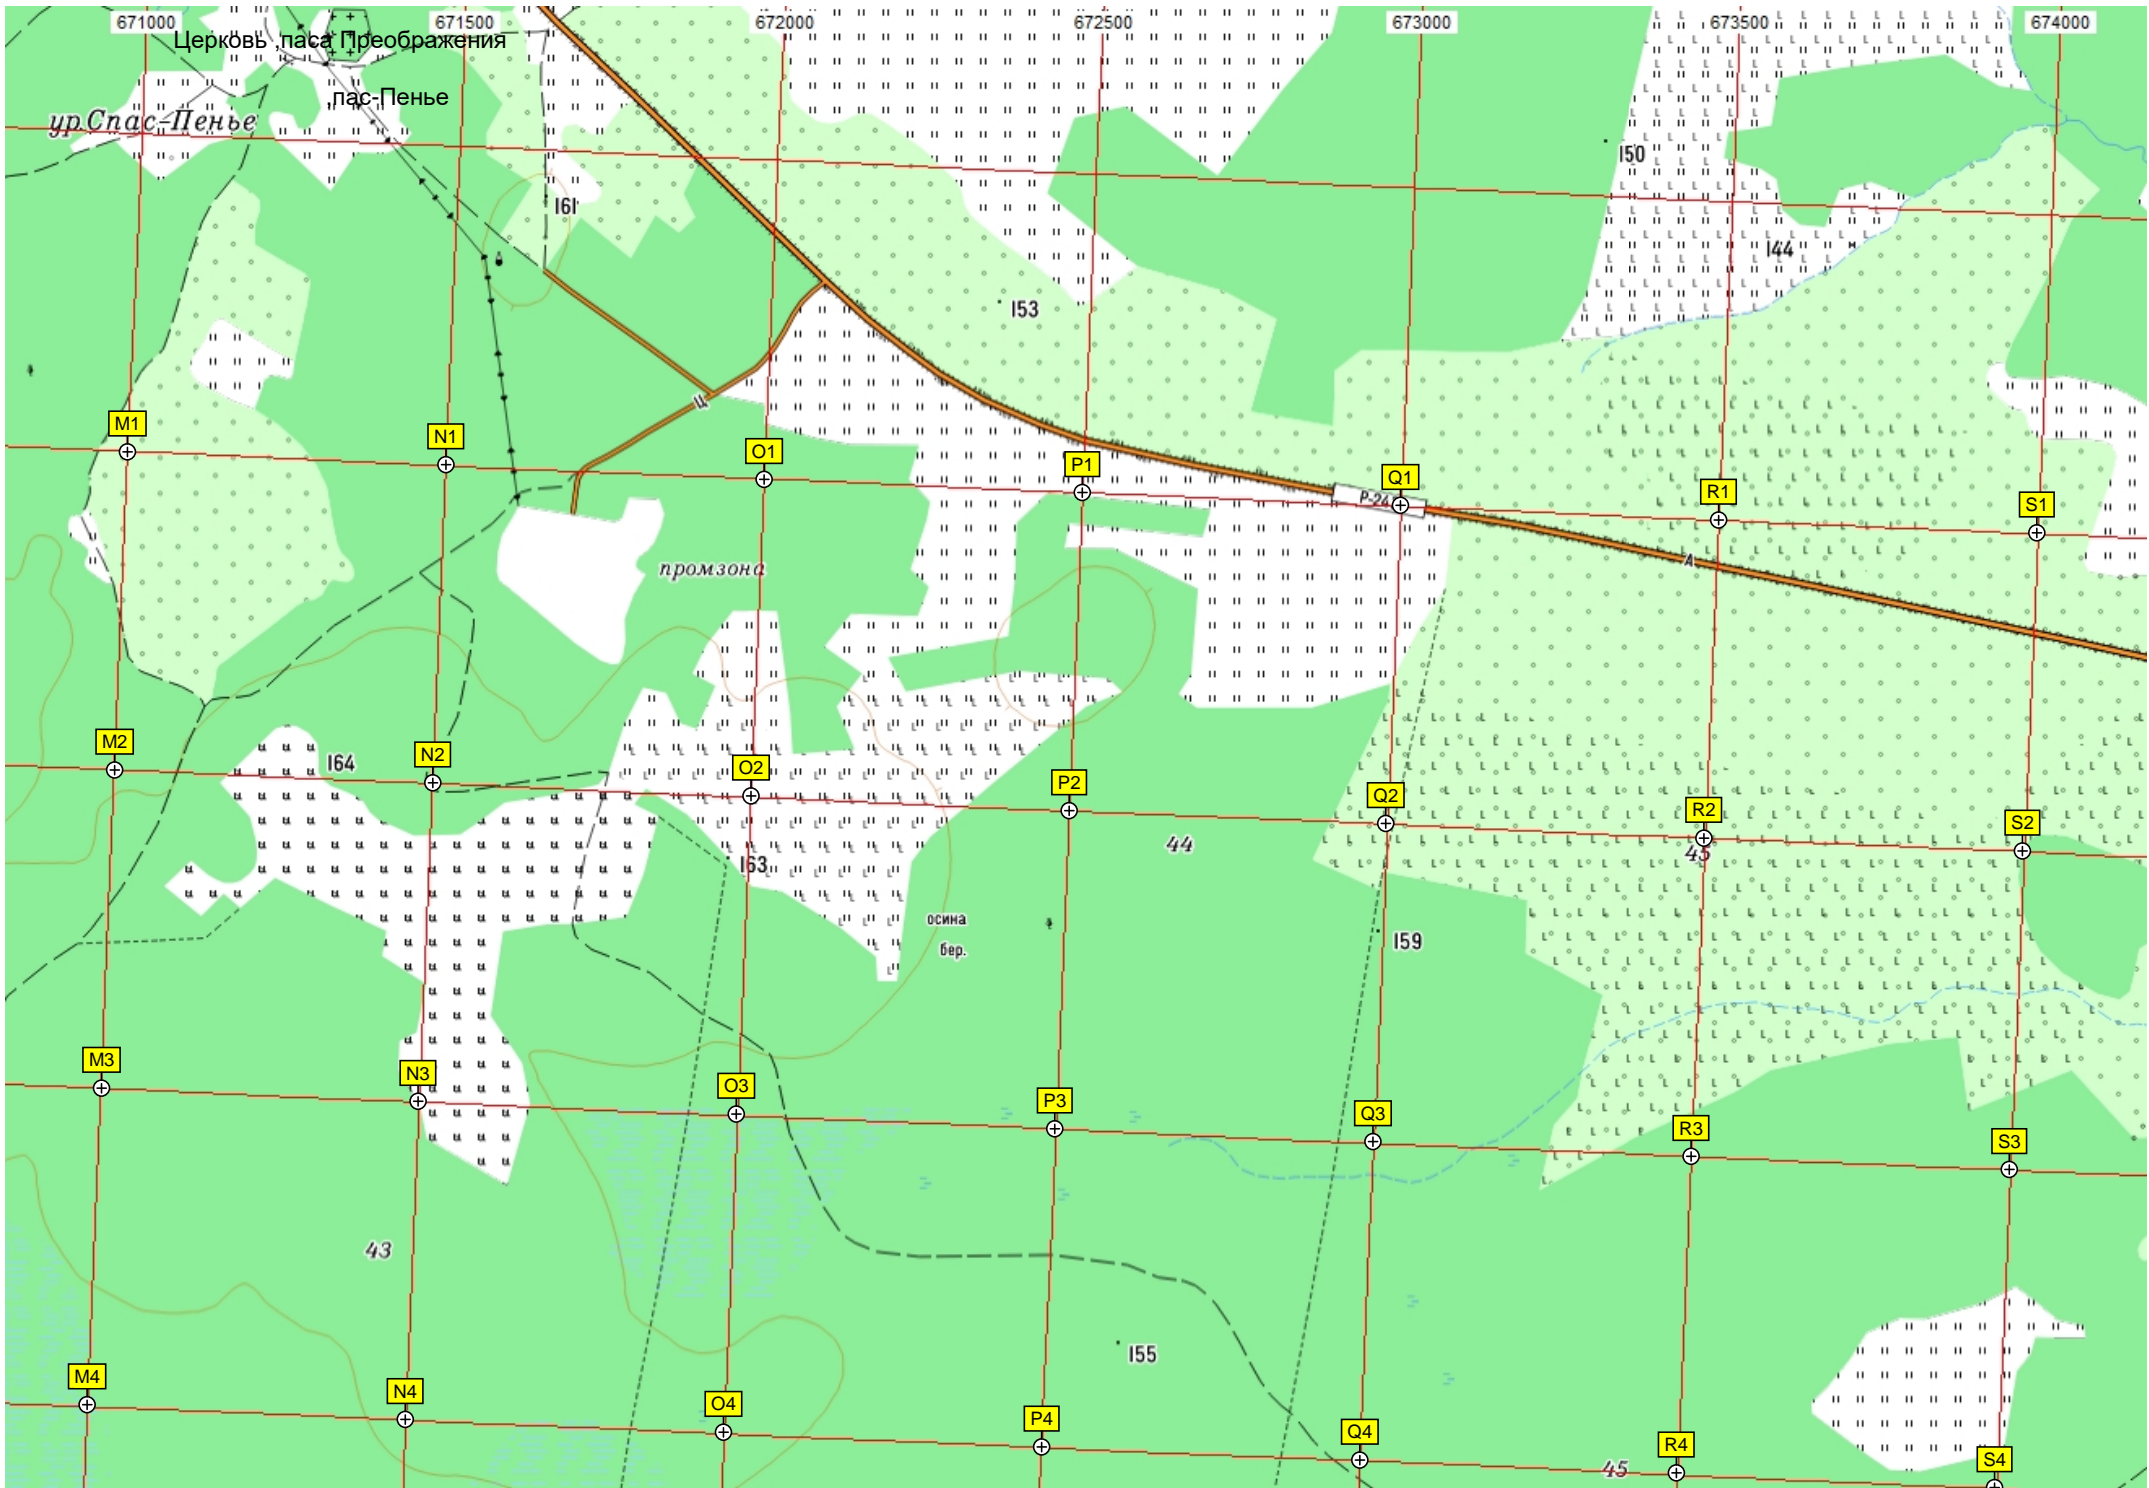 671000 671500 672000 672500 673000 673500 674000
Церковь ,паса Преображения
,пас-Пенье
ур.Спас-Пенье
150
161
144
153
Ц
M1 N1 O1 P1 Q1 R1 S1
Р-24
А
промзона
M2 N2 O2 P2 Q2 R2 S2
164
44
45
163
осина
бер.
159
M3 N3 O3 P3 Q3 R3 S3
43
155
M4 N4 O4 P4 Q4 R4 S4
45